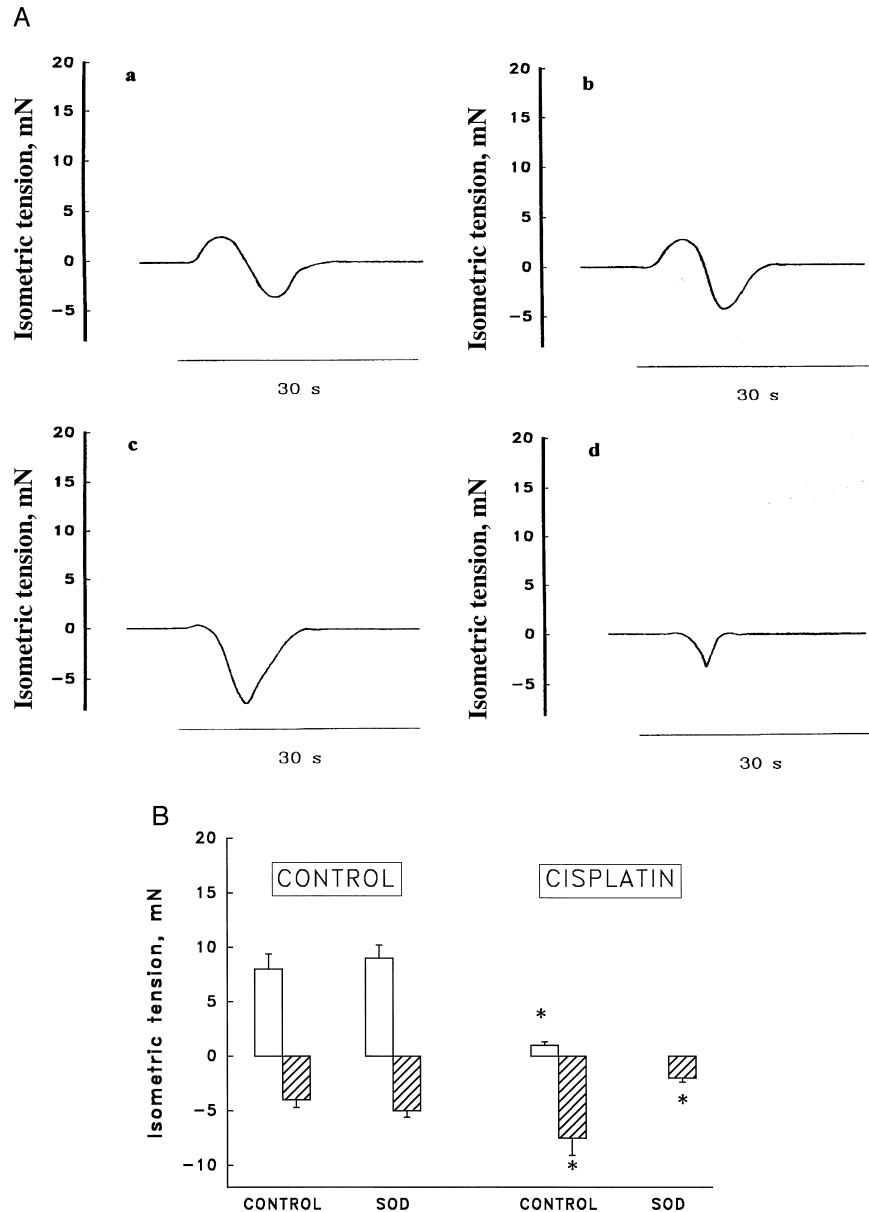 A
a
Isometric tension, mN
20
15
10
5
0
−5
30 s
b
Isometric tension, mN
20
15
10
5
0
−5
30 s
c
Isometric tension, mN
20
15
10
5
0
−5
30 s
d
Isometric tension, mN
20
15
10
5
0
−5
30 s
B
Isometric tension, mN
20
15
10
5
0
−5
−10
CONTROL
CISPLATIN
*
*
*
CONTROL SOD CONTROL SOD